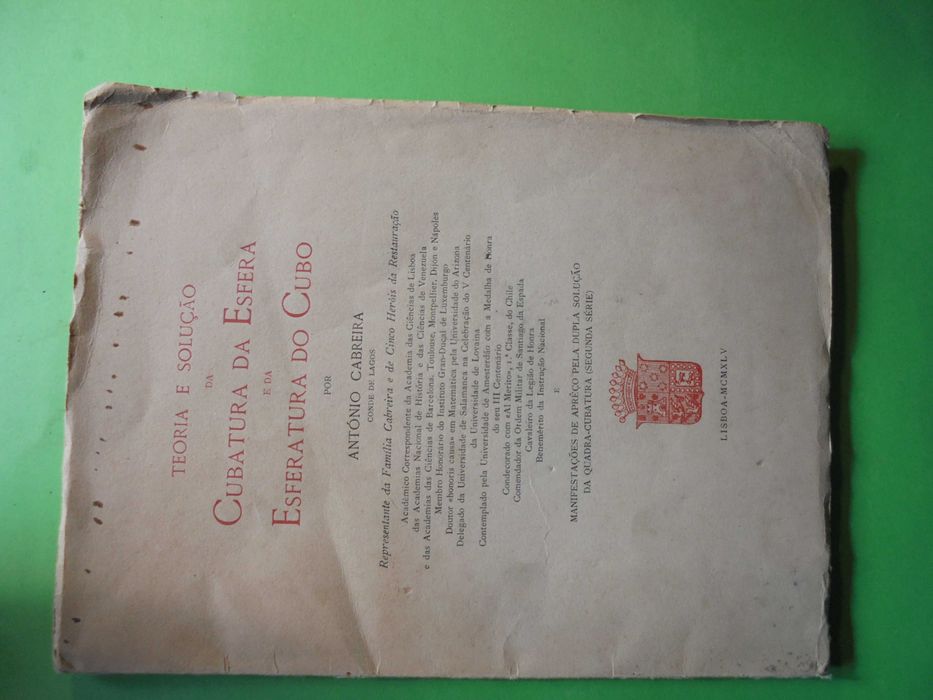 TEORIA E SOLUÇÃO
DA
CUBATURA DA ESFERA
E DA
ESFERATURA DO CUBO
POR
ANTÓNIO CABREIRA
CONDE DE LAGOS
Representante da Família Cabreira e de Cinco Heróis da Restauração
Académico Correspondente da Academia das Ciências de Lisboa
das Academias Nacional de História e das Ciências de Venezuela
e das Academias das Ciências de Barcelona, Toulouse, Montpellier, Dijon e Nápoles
Membro Honorário do Instituto Gran-Ducal de Luxemburgo
Doutor «honoris causa» em Matemática pela Universidade do Arizona
Delegado da Universidade de Salamanca na Celebração do V Centenário
da Universidade de Lovaina
Contemplado pela Universidade de Amesterdão com a Medalha de Honra
do seu III Centenário
Condecorado com «Al Merito», 1.ª Classe, do Chile
Comendador da Ordem Militar de Santiago da Espada
Cavaleiro da Legião de Honra
Benemérito da Instrução Nacional
E
MANIFESTAÇÕES DE APRÊÇO PELA DUPLA SOLUÇÃO
DA QUADRA-CUBATURA (SEGUNDA SÉRIE)
LISBOA-MCMXLV